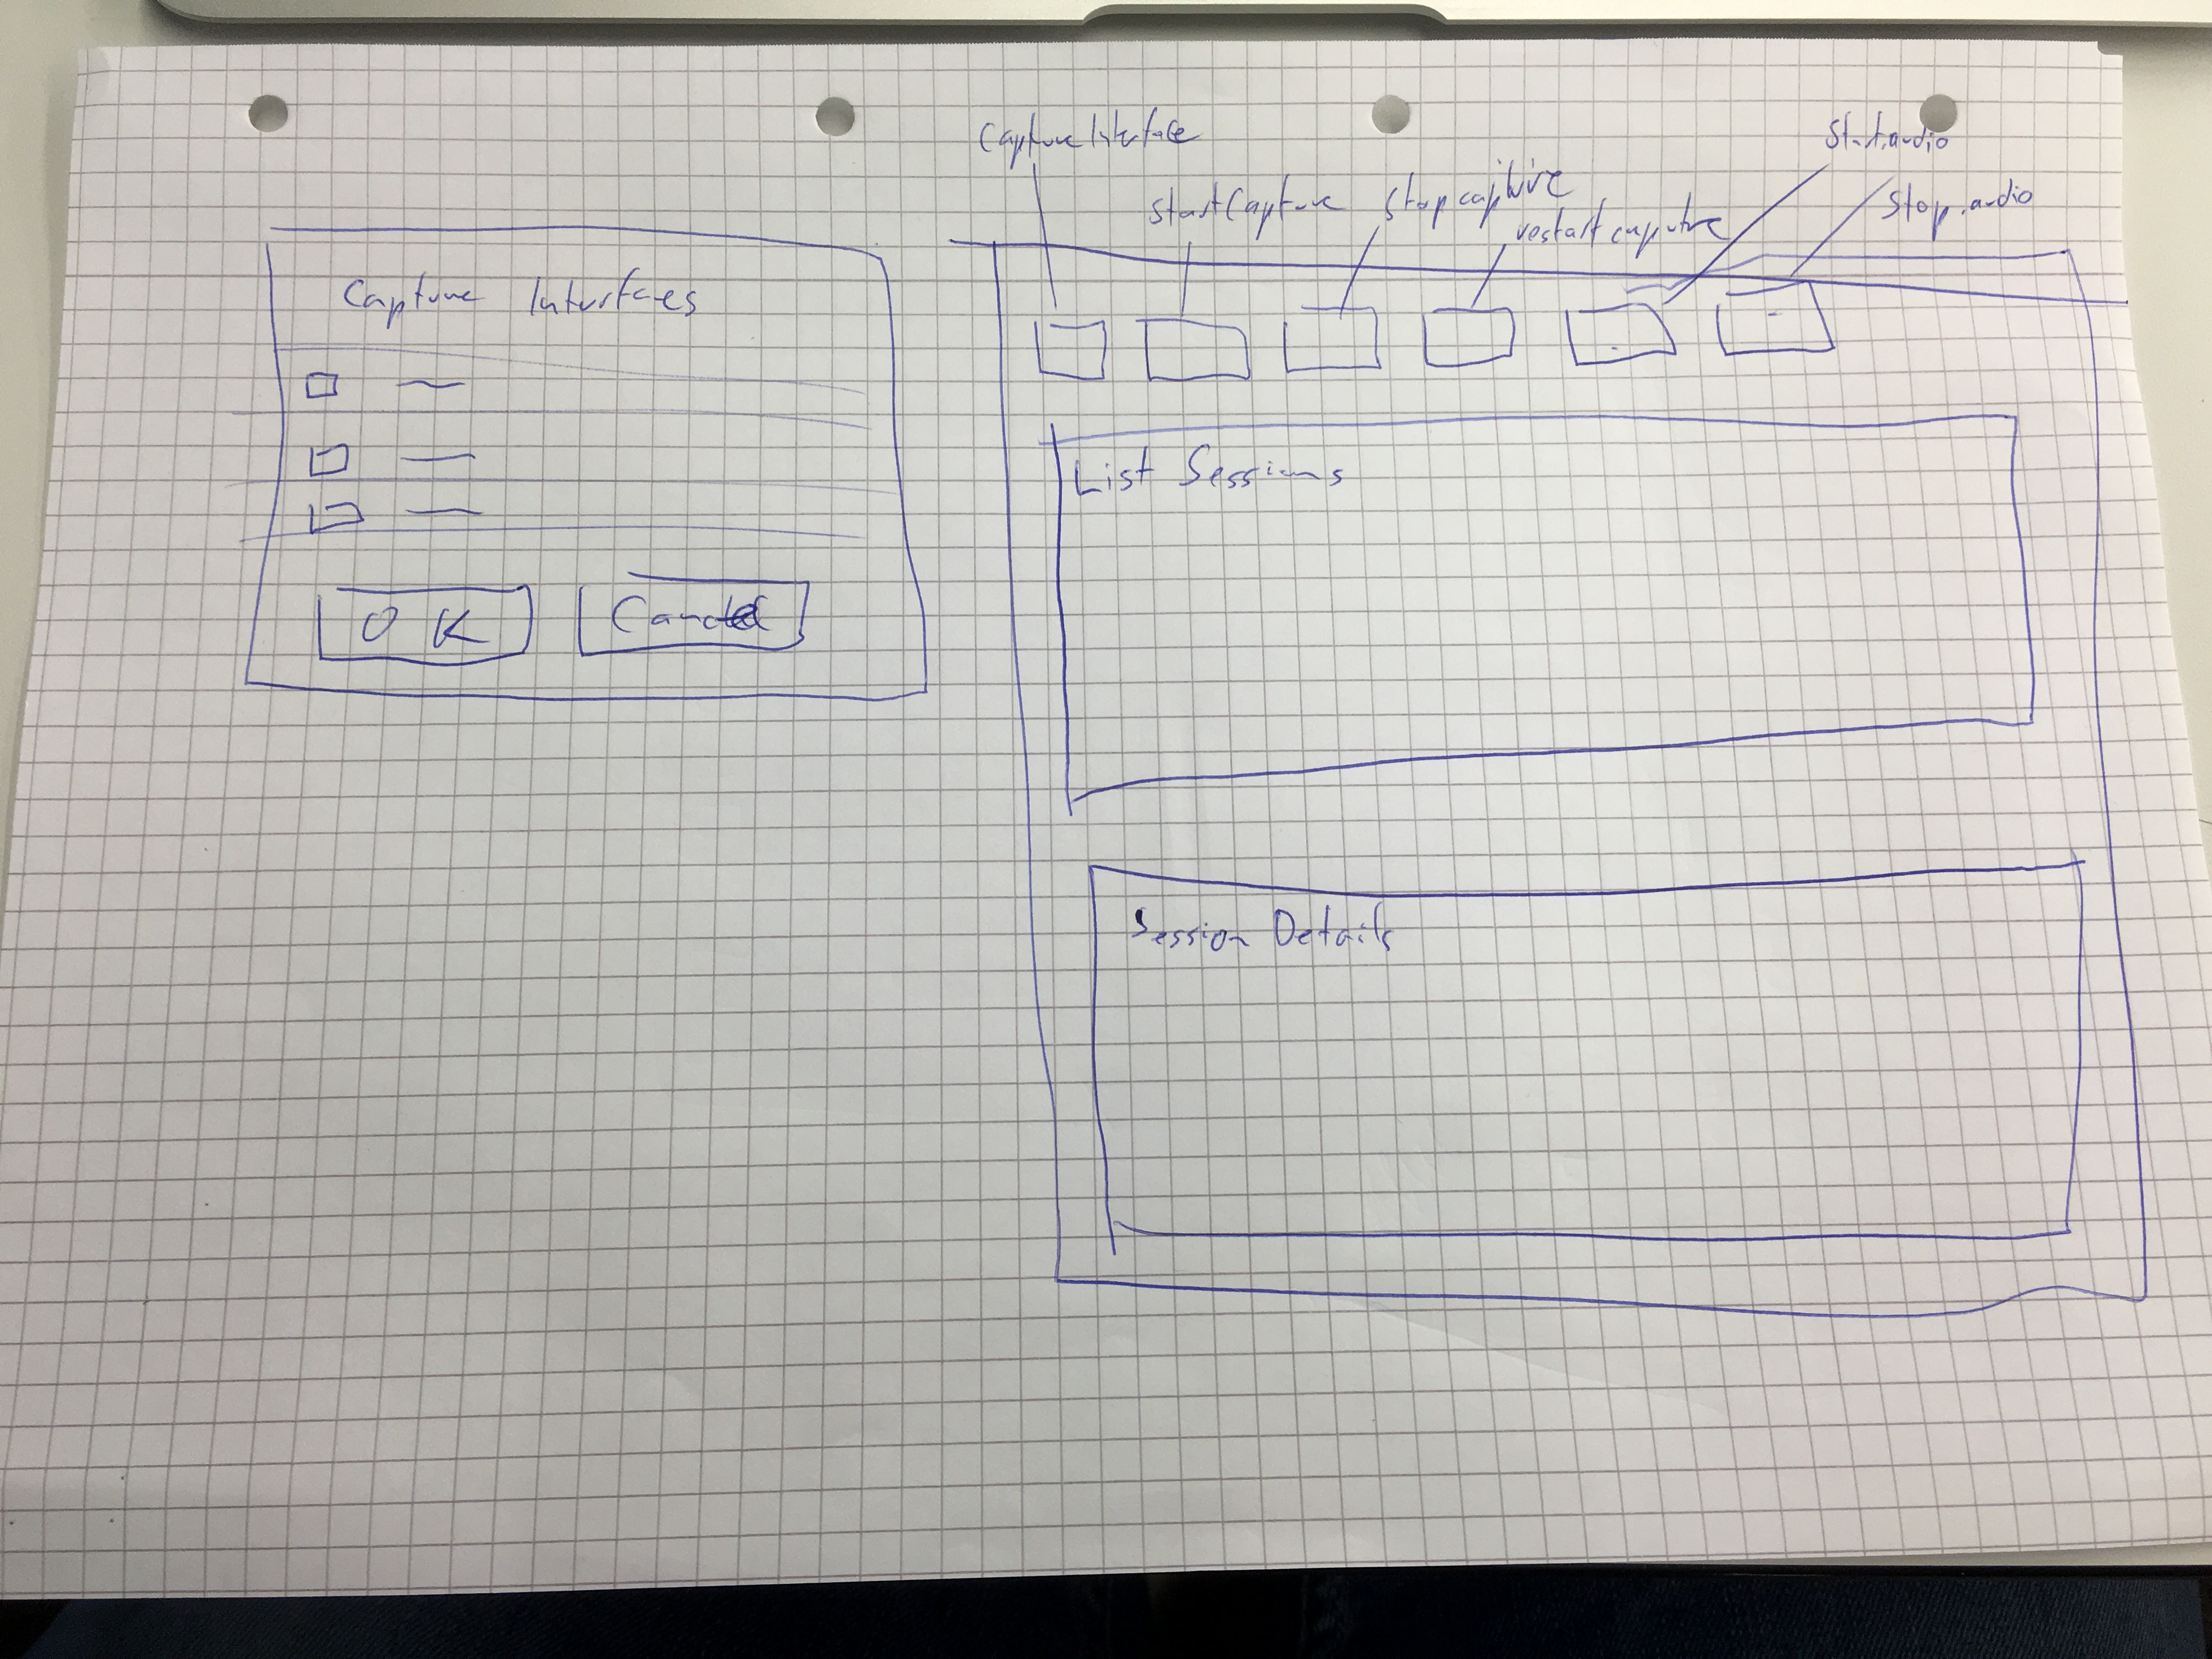 Capture Interfaces
OK
Cancel
Capture Interface
Start Capture
Stop capture
restart caputre
Start audio
Stop audio
List Sessions
Session Details